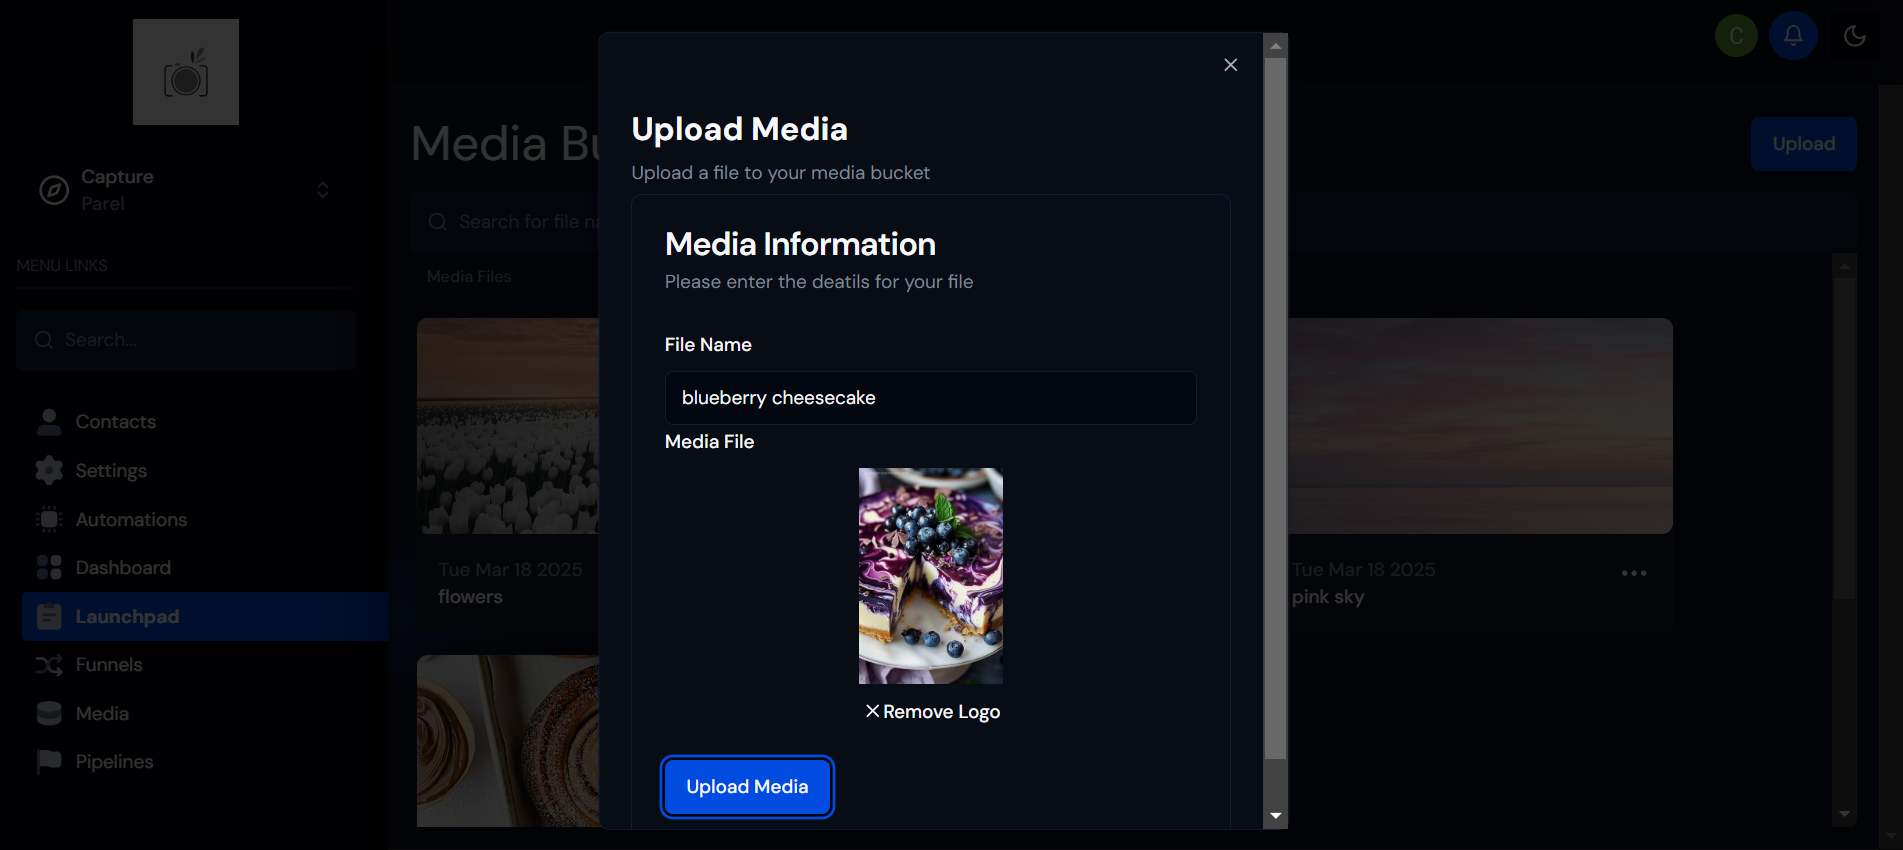 Capture
Parel
MENU LINKS
Search...
Contacts
Settings
Automations
Dashboard
Launchpad
Funnels
Media
Pipelines
C
Media Bu
Upload
Search for file na
Media Files
Tue Mar 18 2025
flowers
Tue Mar 18 2025
pink sky
Upload Media
Upload a file to your media bucket
Media Information
Please enter the deatils for your file
File Name
blueberry cheesecake
Media File
Remove Logo
Upload Media